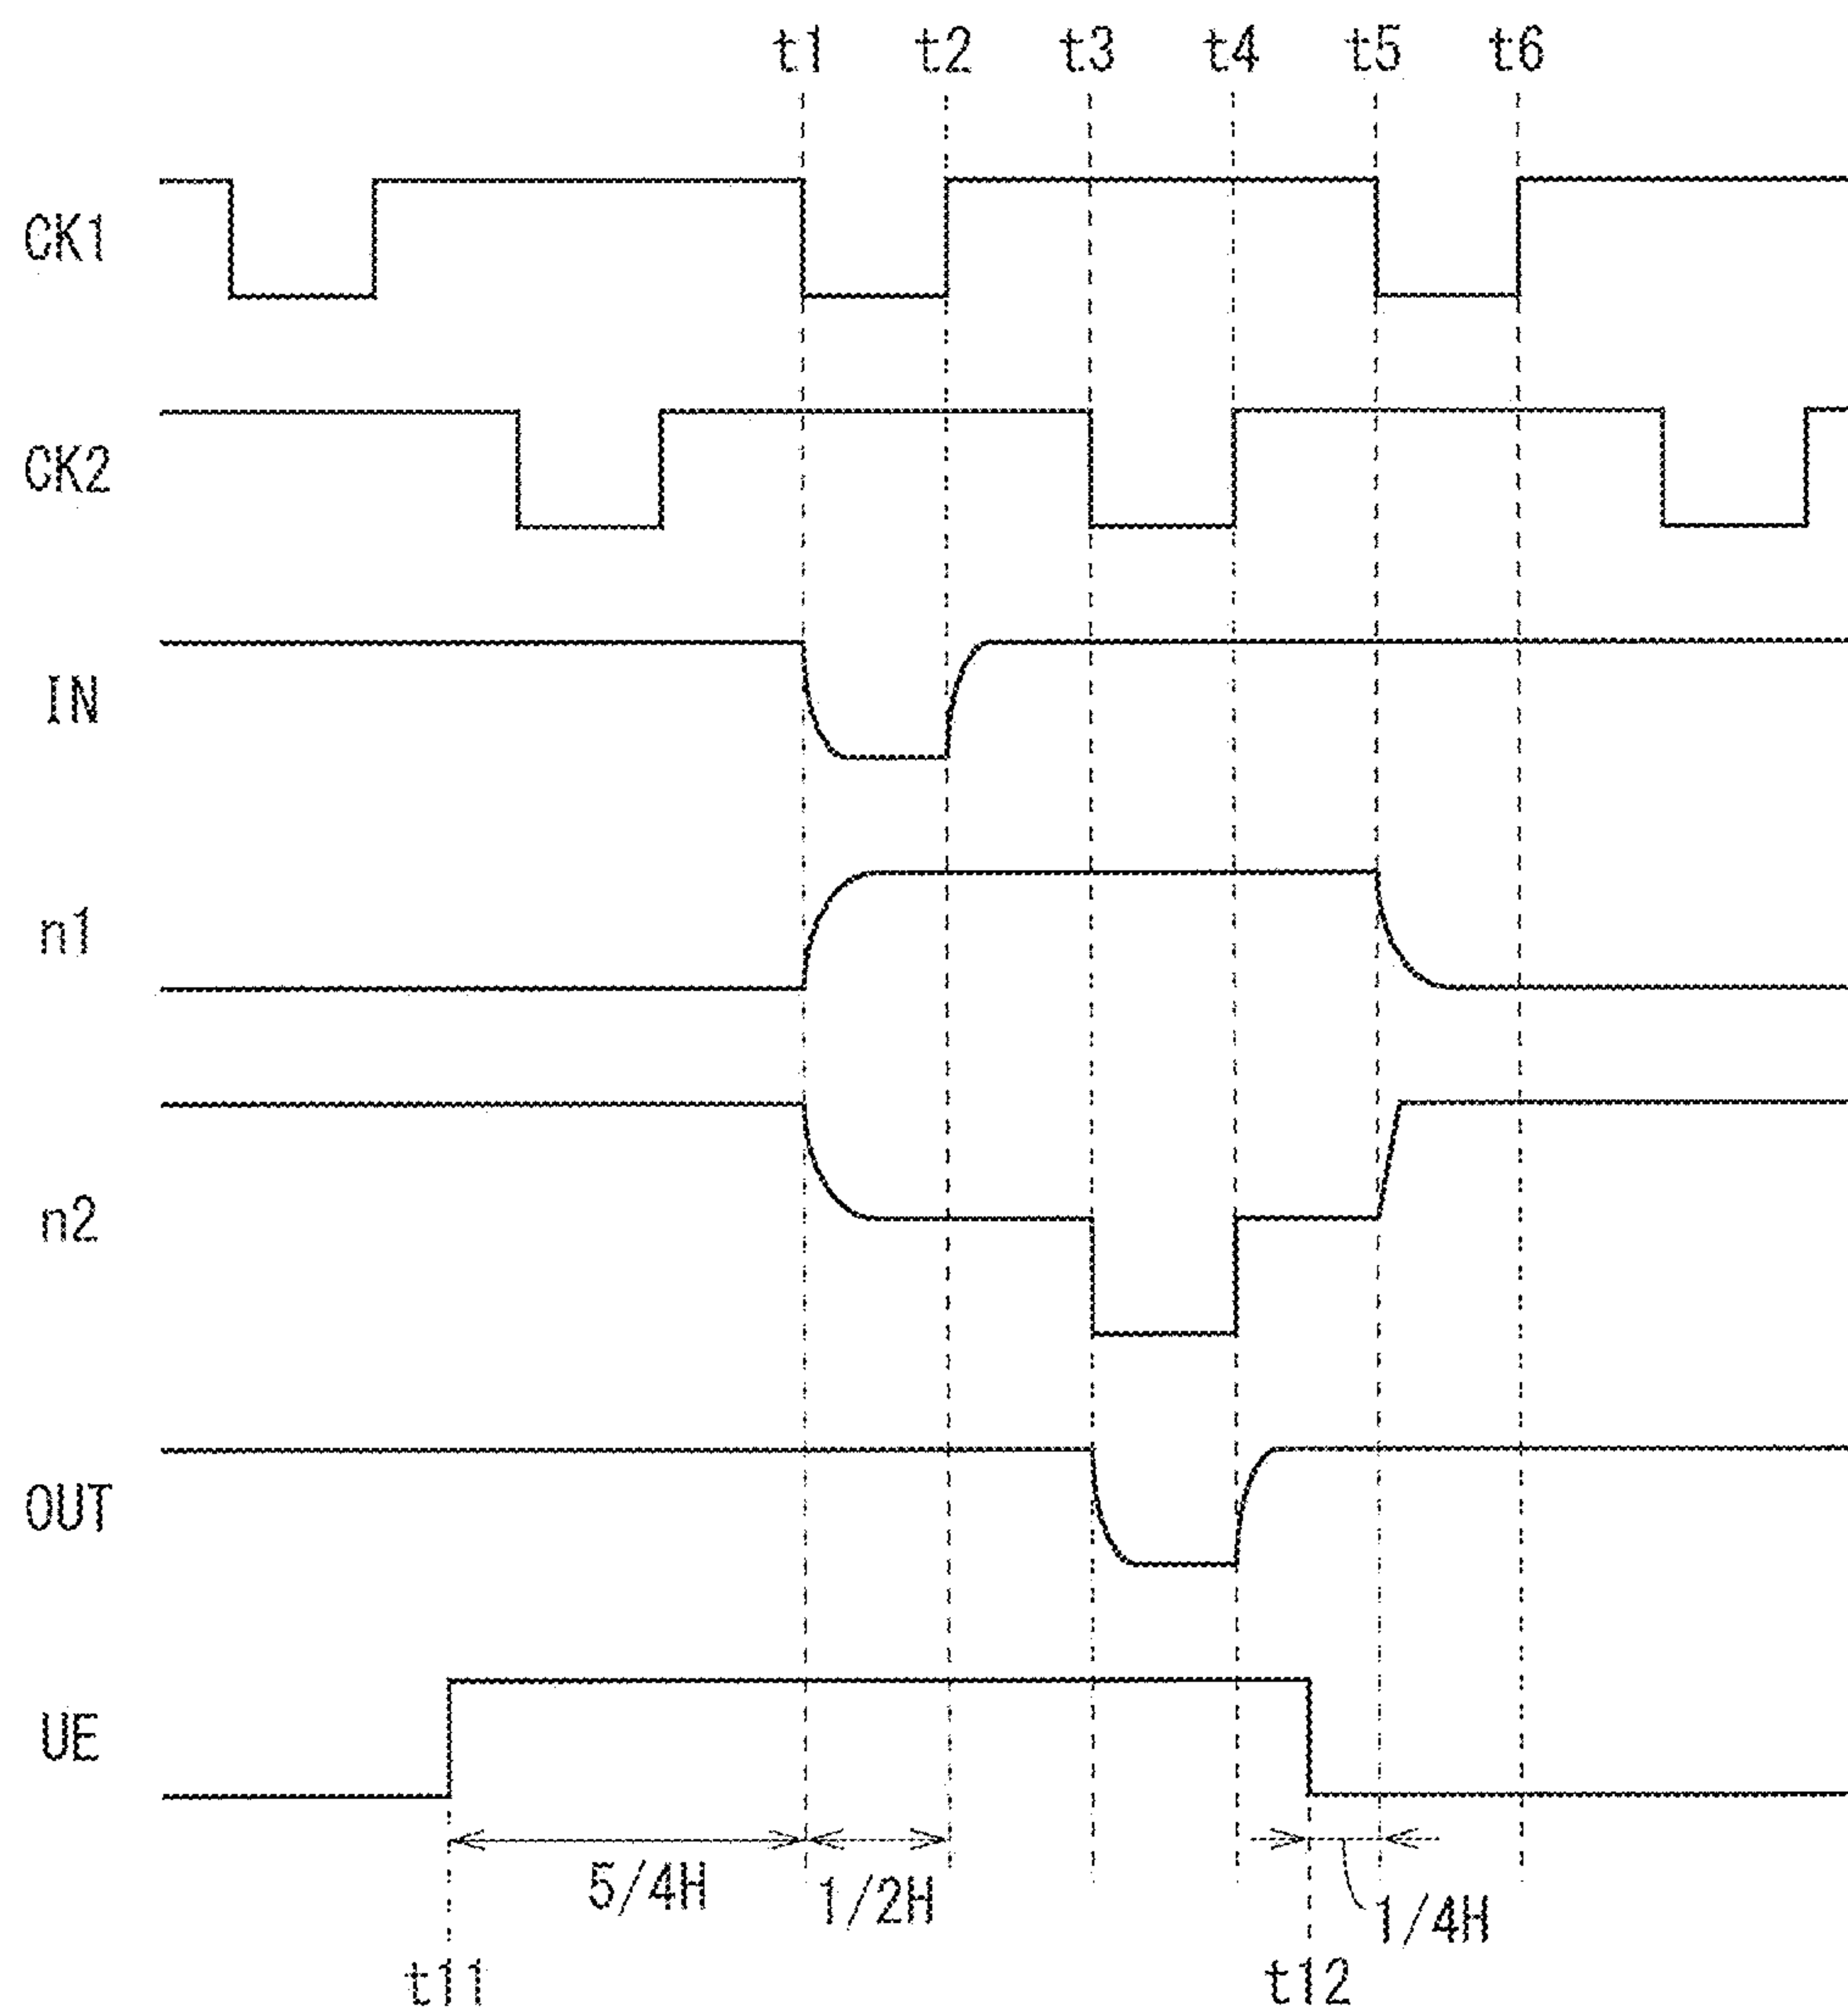 t1 t2 t3 t4 t5 t6
CK1
CK2
IN
n1
n2
OUT
UE
5/4H 1/2H 1/4H
t11 t12